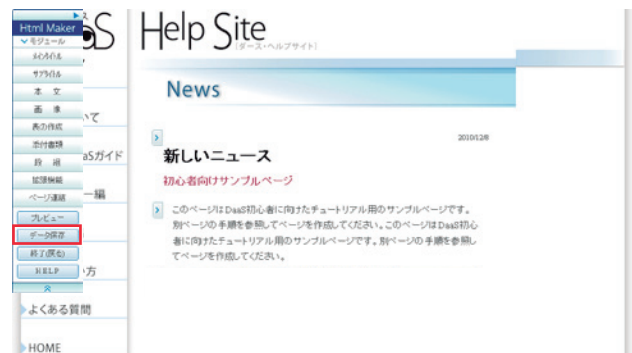 Html Maker
モジュール
メインタイトル
サブタイトル
本 文
画 像
表の作成
添付書類
段 組
拡張機能
ページ連結
プレビュー
データ保存
終了(戻る)
HELP
aS
いて
aSガイド
ー編
い方
よくある質問
HOME
Help Site
(ダース・ヘルプサイト)
News
2010/12/8
新しいニュース
初心者向けサンプルページ
このページはDaaS初心者に向けたチュートリアル用のサンプルページです。
別ページの手順を参照してページを作成してください。このページはDaaS初心
者に向けたチュートリアル用のサンプルページです。別ページの手順を参照し
てページを作成してください。